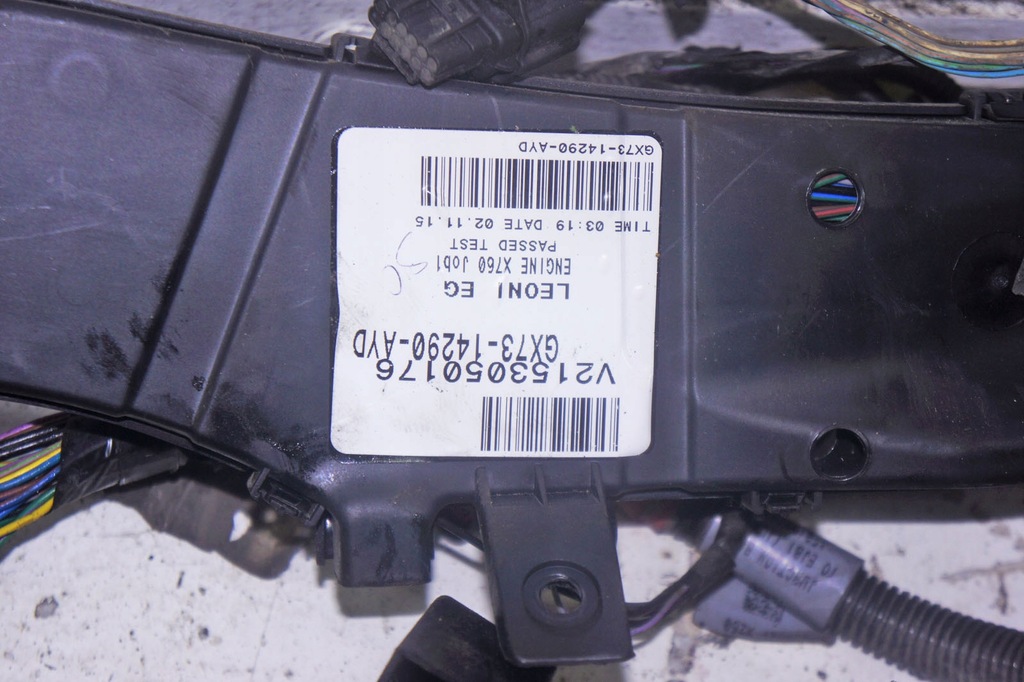 V2153050176
GX73-14290-AYD
LEONI EG
ENGINE X760 Job1
PASSED TEST
TIME 03:19 DATE 02.11.15
GX73-14290-AYD